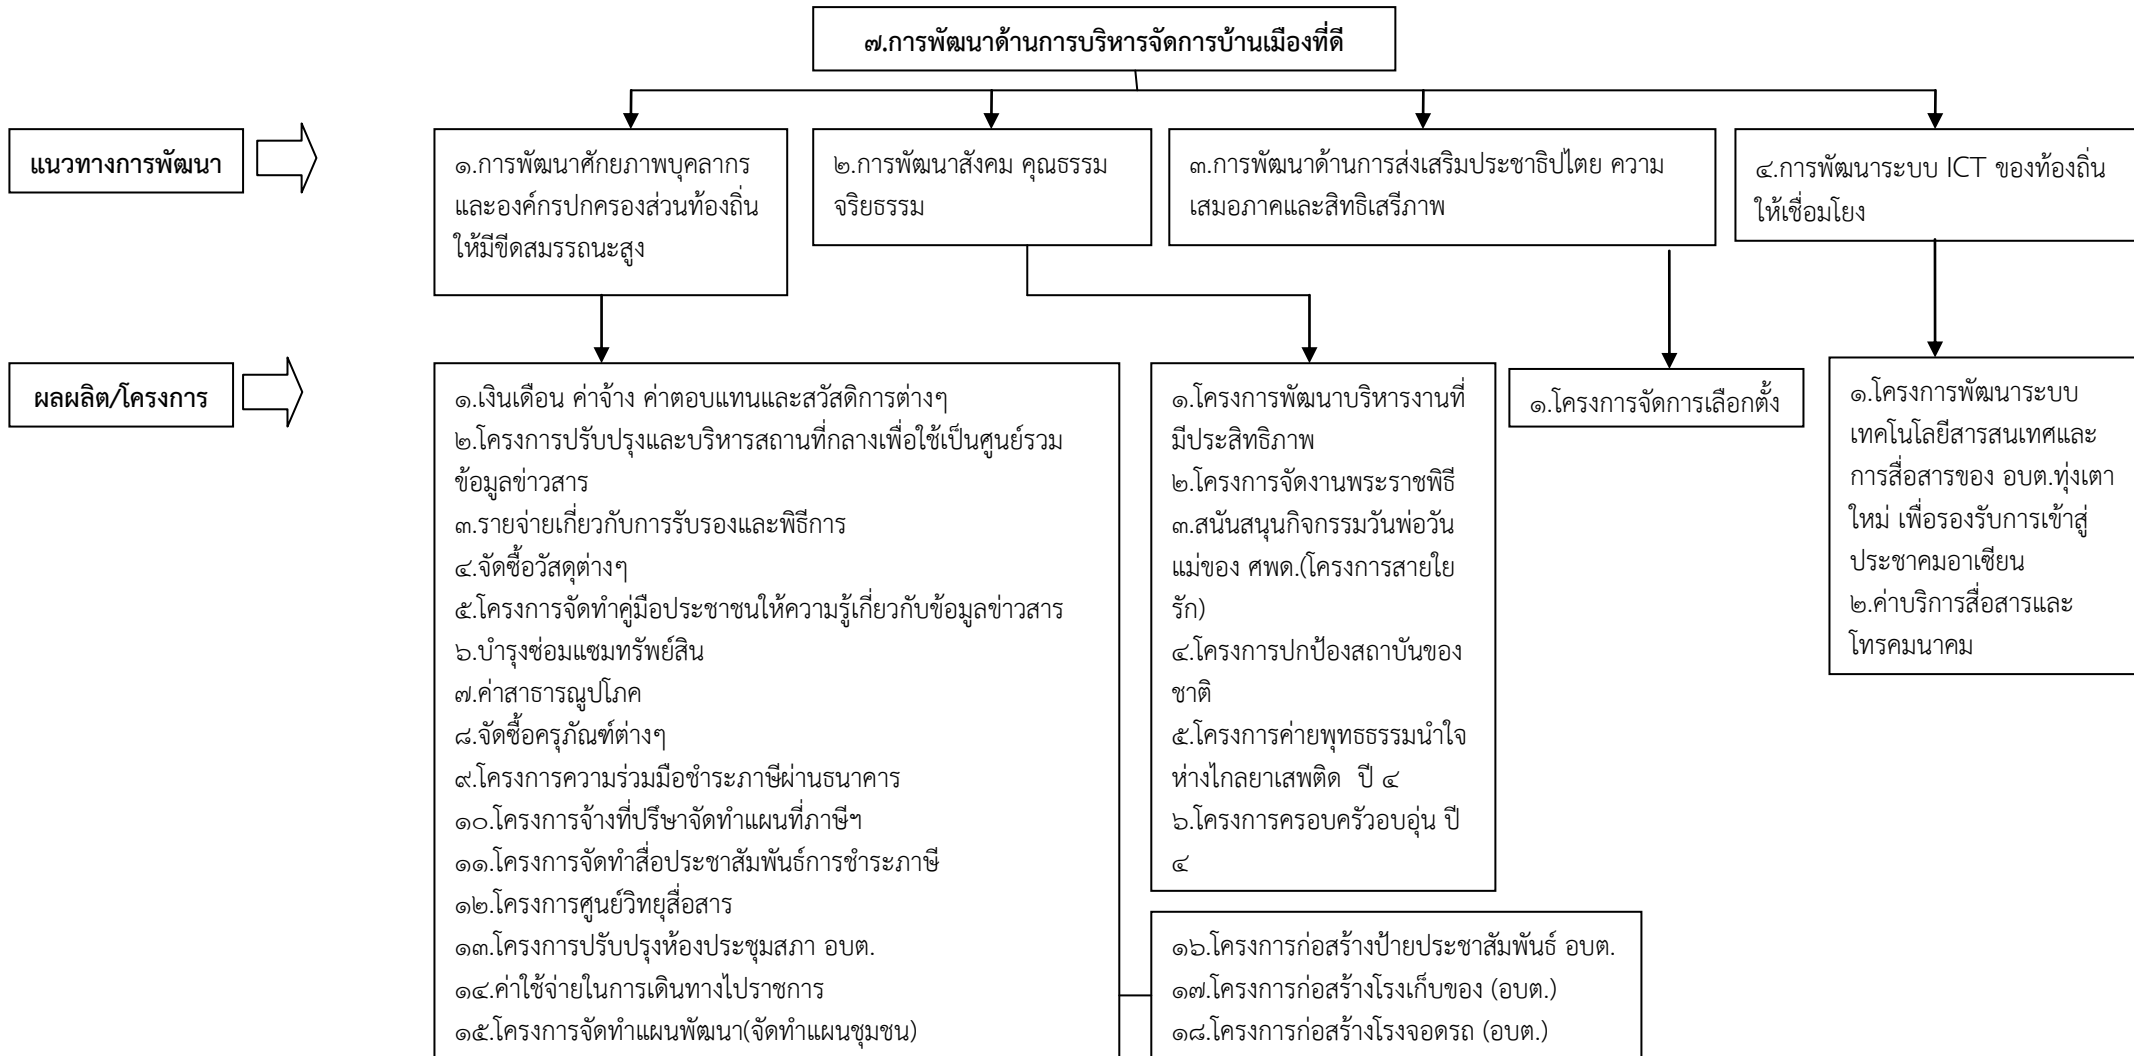 ๗.การพัฒนาด้านการบริหารจัดการบ้านเมืองที่ดี
แนวทางการพัฒนา
๑.การพัฒนาศักยภาพบุคลากร
และองค์กรปกครองส่วนท้องถิ่น
ให้มีขีดสมรรถนะสูง
๒.การพัฒนาสังคม คุณธรรม
จริยธรรม
๓.การพัฒนาด้านการส่งเสริมประชาธิปไตย ความ
เสมอภาคและสิทธิเสรีภาพ
๔.การพัฒนาระบบ ICT ของท้องถิ่น
ให้เชื่อมโยง
ผลผลิต/โครงการ
๑.เงินเดือน ค่าจ้าง ค่าตอบแทนและสวัสดิการต่างๆ
๒.โครงการปรับปรุงและบริหารสถานที่กลางเพื่อใช้เป็นศูนย์รวม
ข้อมูลข่าวสาร
๓.รายจ่ายเกี่ยวกับการรับรองและพิธีการ
๔.จัดซื้อวัสดุต่างๆ
๕.โครงการจัดทำคู่มือประชาชนให้ความรู้เกี่ยวกับข้อมูลข่าวสาร
๖.บำรุงซ่อมแซมทรัพย์สิน
๗.ค่าสาธารณูปโภค
๘.จัดซื้อครุภัณฑ์ต่างๆ
๙.โครงการความร่วมมือชำระภาษีผ่านธนาคาร
๑๐.โครงการจ้างที่ปรึษาจัดทำแผนที่ภาษีฯ
๑๑.โครงการจัดทำสื่อประชาสัมพันธ์การชำระภาษี
๑๒.โครงการศูนย์วิทยุสื่อสาร
๑๓.โครงการปรับปรุงห้องประชุมสภา อบต.
๑๔.ค่าใช้จ่ายในการเดินทางไปราชการ
๑๕.โครงการจัดทำแผนพัฒนา(จัดทำแผนชุมชน)
๑.โครงการพัฒนาบริหารงานที่
มีประสิทธิภาพ
๒.โครงการจัดงานพระราชพิธี
๓.สนันสนุนกิจกรรมวันพ่อวัน
แม่ของ ศพด.(โครงการสายใย
รัก)
๔.โครงการปกป้องสถาบันของ
ชาติ
๕.โครงการค่ายพุทธธรรมนำใจ
ห่างไกลยาเสพติด ปี ๔
๖.โครงการครอบครัวอบอุ่น ปี
๔
๑๖.โครงการก่อสร้างป้ายประชาสัมพันธ์ อบต.
๑๗.โครงการก่อสร้างโรงเก็บของ (อบต.)
๑๘.โครงการก่อสร้างโรงจอดรถ (อบต.)
๑.โครงการจัดการเลือกตั้ง
๑.โครงการพัฒนาระบบ
เทคโนโลยีสารสนเทศและ
การสื่อสารของ อบต.ทุ่งเตา
ใหม่ เพื่อรองรับการเข้าสู่
ประชาคมอาเซียน
๒.ค่าบริการสื่อสารและ
โทรคมนาคม